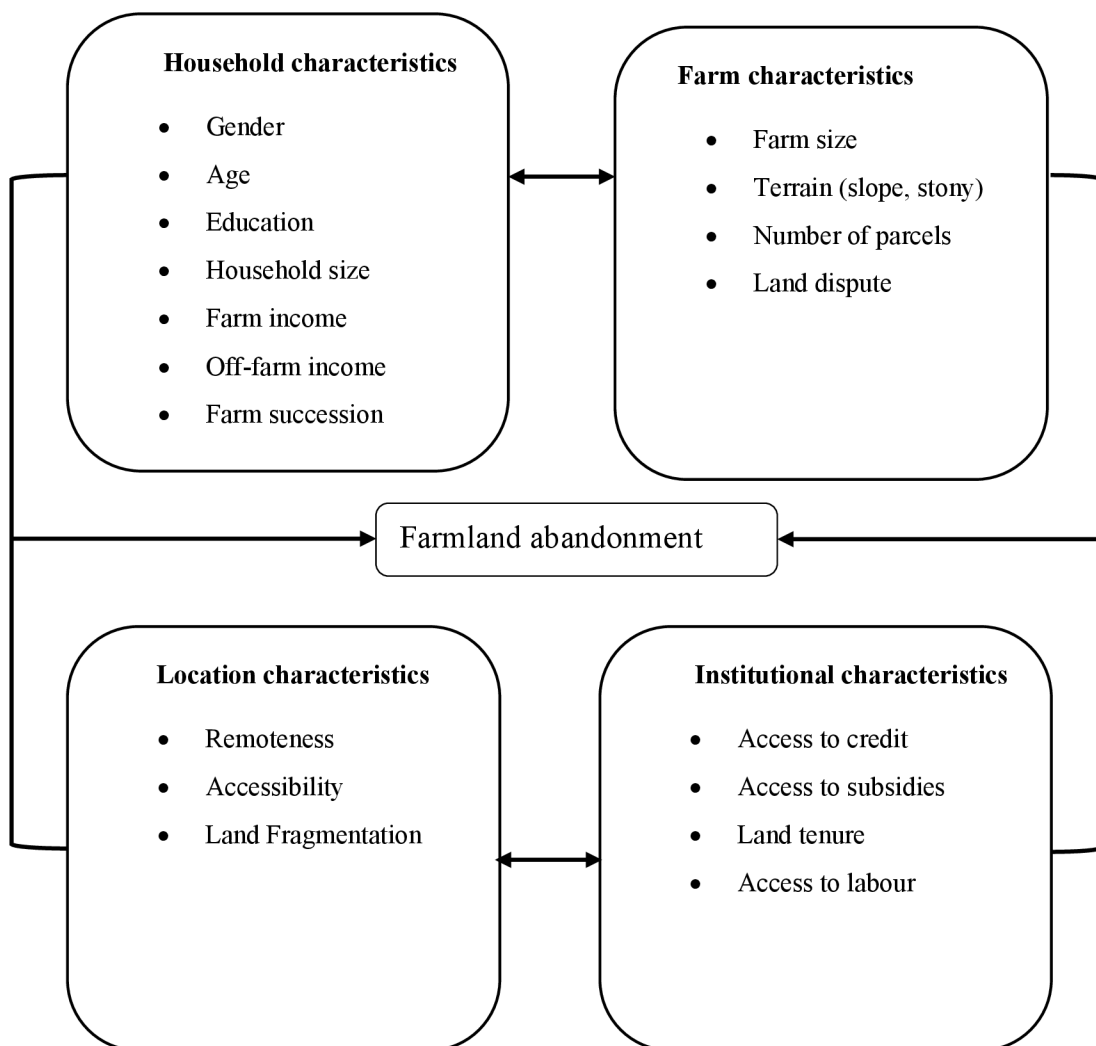 Household characteristics
• Gender
• Age
• Education
• Household size
• Farm income
• Off-farm income
• Farm succession
Farm characteristics
• Farm size
• Terrain (slope, stony)
• Number of parcels
• Land dispute
Farmland abandonment
Location characteristics
• Remoteness
• Accessibility
• Land Fragmentation
Institutional characteristics
• Access to credit
• Access to subsidies
• Land tenure
• Access to labour